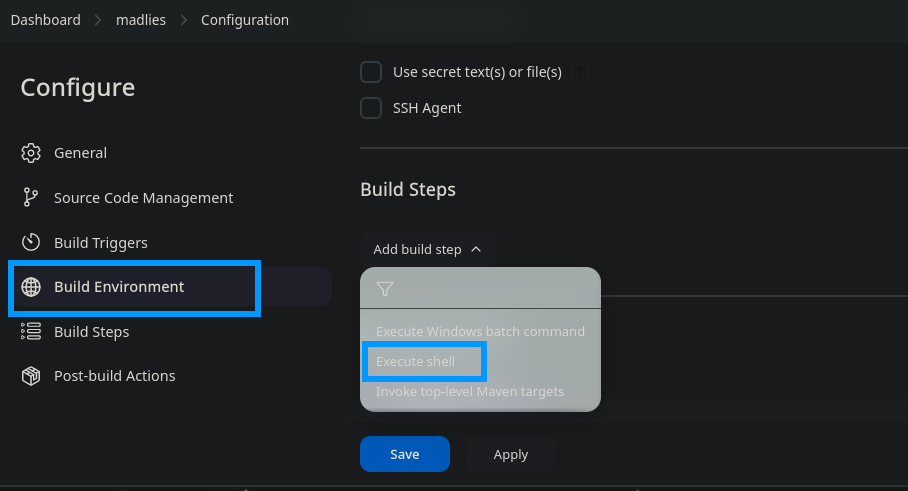 Dashboard > madlies > Configuration
Configure
General
Source Code Management
Build Triggers
Build Environment
Build Steps
Post-build Actions
Use secret text(s) or file(s)
SSH Agent
Build Steps
Add build step
Execute Windows batch command
Execute shell
Invoke top-level Maven targets
Save
Apply